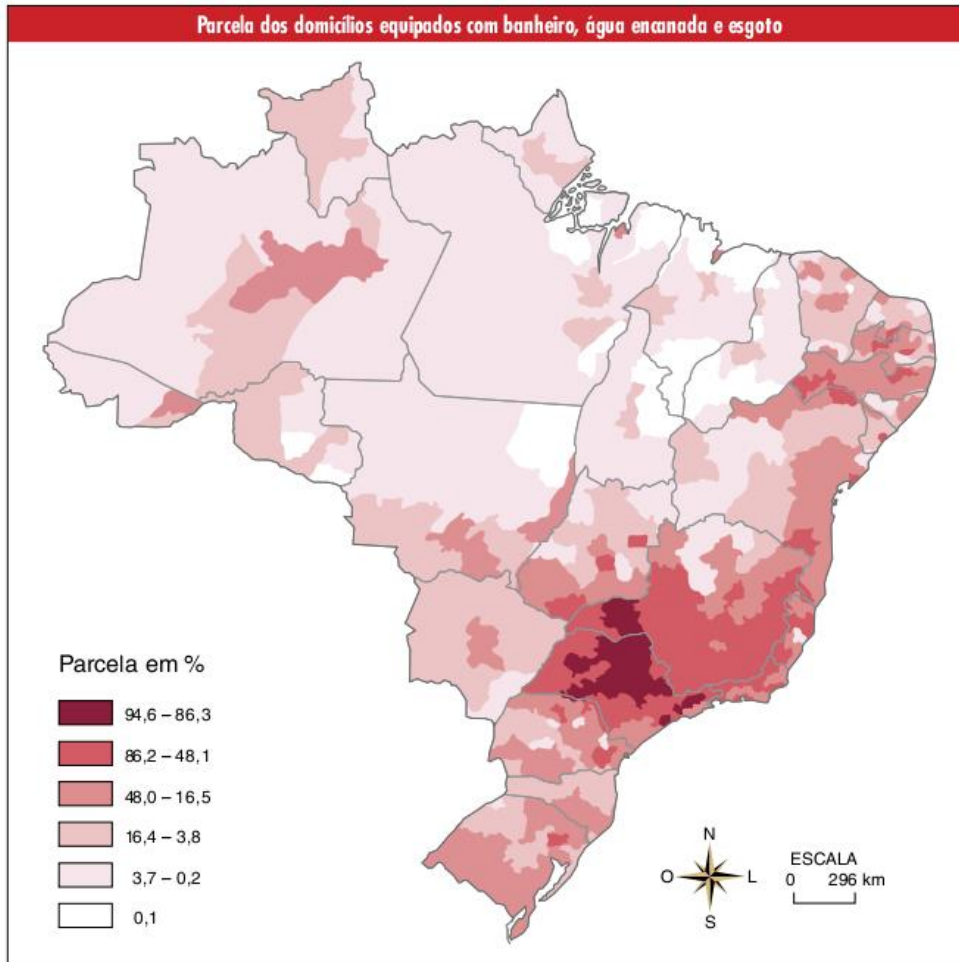 Parcela dos domicílios equipados com banheiro, água encanada e esgoto
Parcela em %
94,6 – 86,3
86,2 – 48,1
48,0 – 16,5
16,4 – 3,8
3,7 – 0,2
0,1
N
O L
S
ESCALA
0 296 km